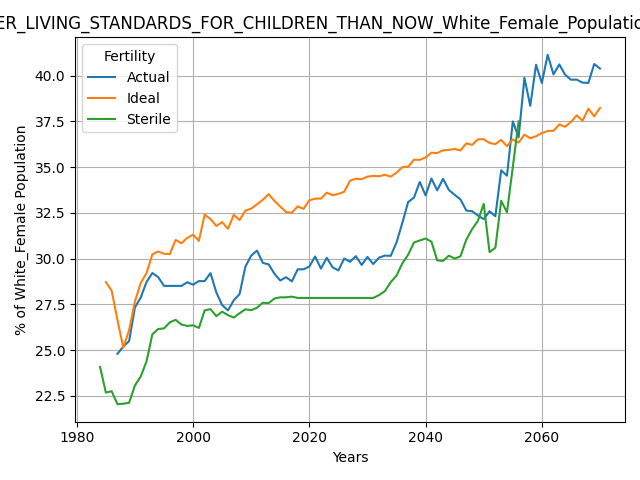 ER_LIVING_STANDARDS_FOR_CHILDREN_THAN_NOW_White_Female_Populatio
Fertility
Actual
Ideal
Sterile
% of White_Female Population
40.0
37.5
35.0
32.5
30.0
27.5
25.0
22.5
1980 2000 2020 2040 2060
Years